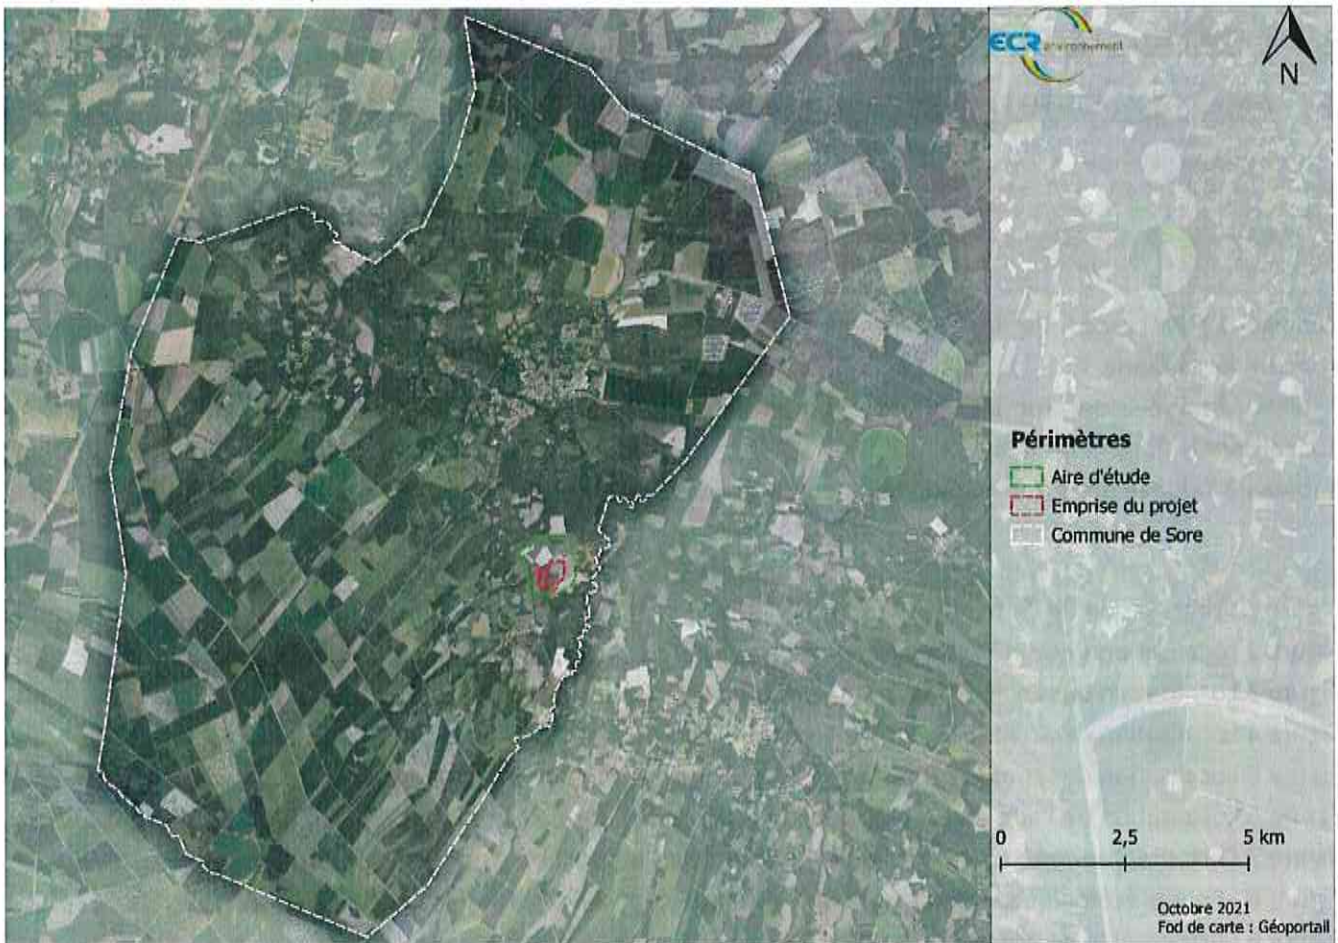 ECR environnement
N
Périmètres
Aire d'étude
Emprise du projet
Commune de Sore
0 2,5 5 km
Octobre 2021
Fod de carte : Géoportail